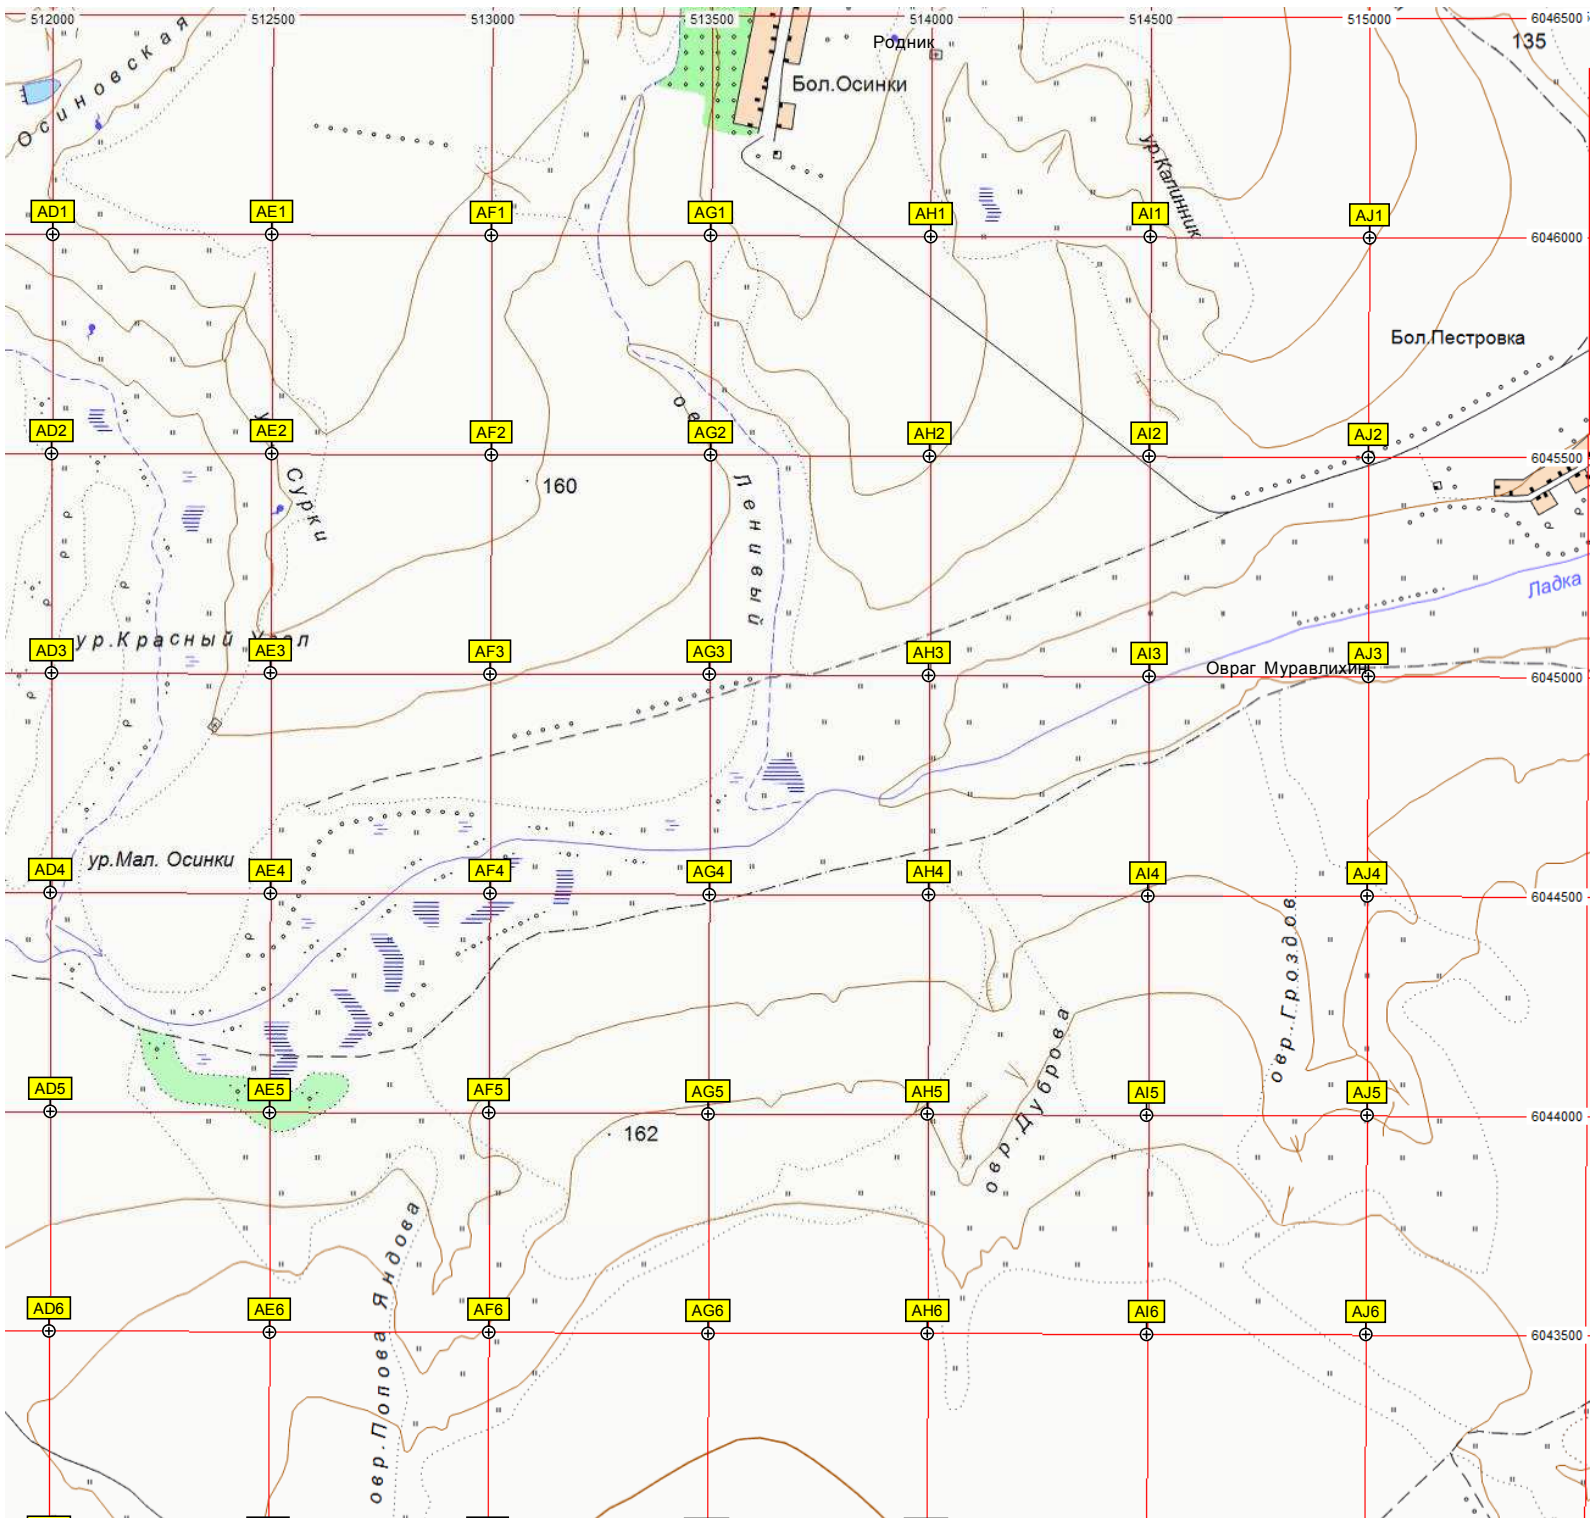 512000 512500 513000 513500 514000 514500 515000 6046500
Осиновская
Родник
135
Бол.Осинки
ур.Калинник
AD1 AE1 AF1 AG1 AH1 AI1 AJ1
6046000
Бол.Пестровка
AD2 AE2 AF2 AG2 AH2 AI2 AJ2
6045500
Сурки
160
Ленивый
Ладка
ур.Красный
AD3 AE3 AF3 AG3 AH3 AI3 AJ3
Овраг Муравлихин
6045000
ур.Мал. Осинки
AD4 AE4 AF4 AG4 AH4 AI4 AJ4
6044500
овр.Гроздов
овр.Дуброва
AD5 AE5 AF5 AG5 AH5 AI5 AJ5
6044000
162
овр.Попова Яндова
AD6 AE6 AF6 AG6 AH6 AI6 AJ6
6043500